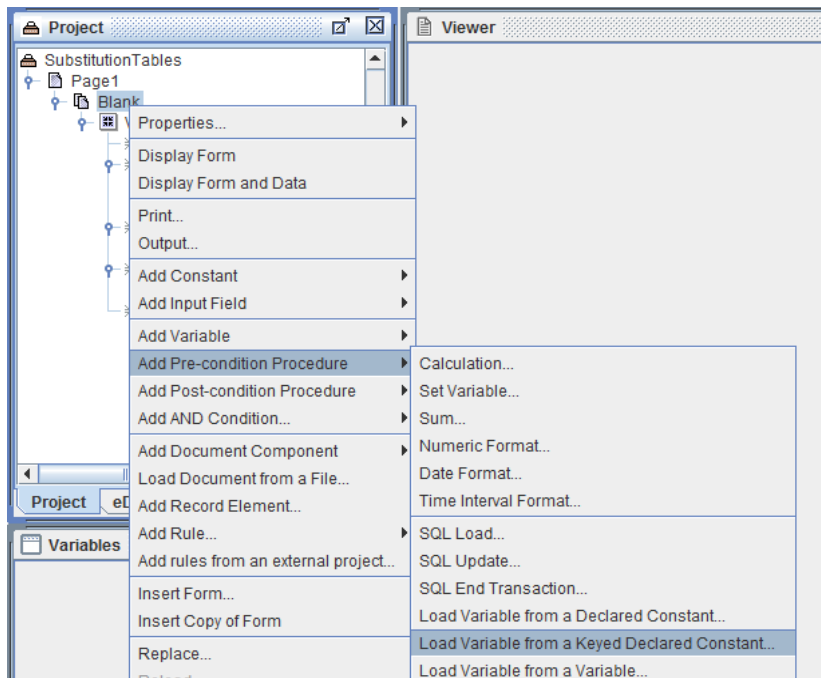 Project
Viewer
SubstitutionTables
Page1
Blank
Properties...
Display Form
Display Form and Data
Print...
Output...
Add Constant
Add Input Field
Add Variable
Add Pre-condition Procedure
Add Post-condition Procedure
Add AND Condition...
Add Document Component
Load Document from a File...
Add Record Element...
Add Rule...
Add rules from an external project...
Insert Form...
Insert Copy of Form
Replace...
Calculation...
Set Variable...
Sum...
Numeric Format...
Date Format...
Time Interval Format...
SQL Load...
SQL Update...
SQL End Transaction...
Load Variable from a Declared Constant...
Load Variable from a Keyed Declared Constant...
Load Variable from a Variable...
Project
Variables